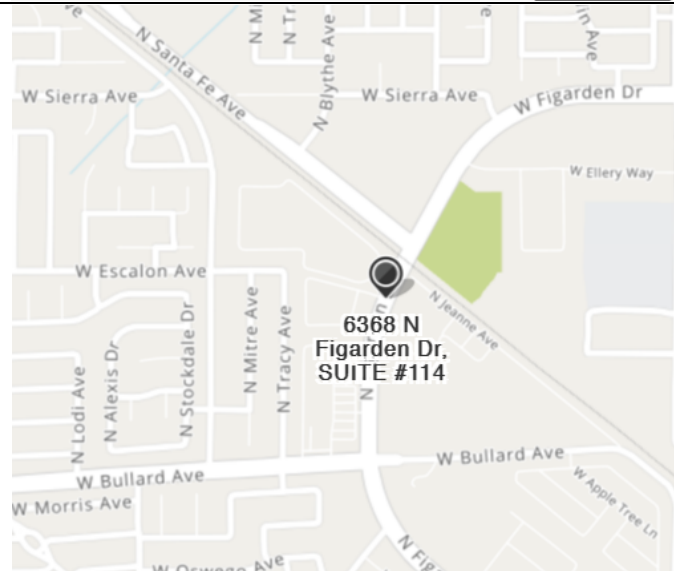 N Santa Fe Ave
N Blythe Ave
W Sierra Ave
W Sierra Ave
W Figarden Dr
W Ellery Way
W Escalon Ave
N Jeanne Ave
6368 N
Figarden Dr,
SUITE #114
N Mitre Ave
N Tracy Ave
N Stockdale Dr
N Alexis Dr
N Lodi Ave
W Bullard Ave
W Bullard Ave
W Morris Ave
W Apple Tree Ln
W Oswego Ave